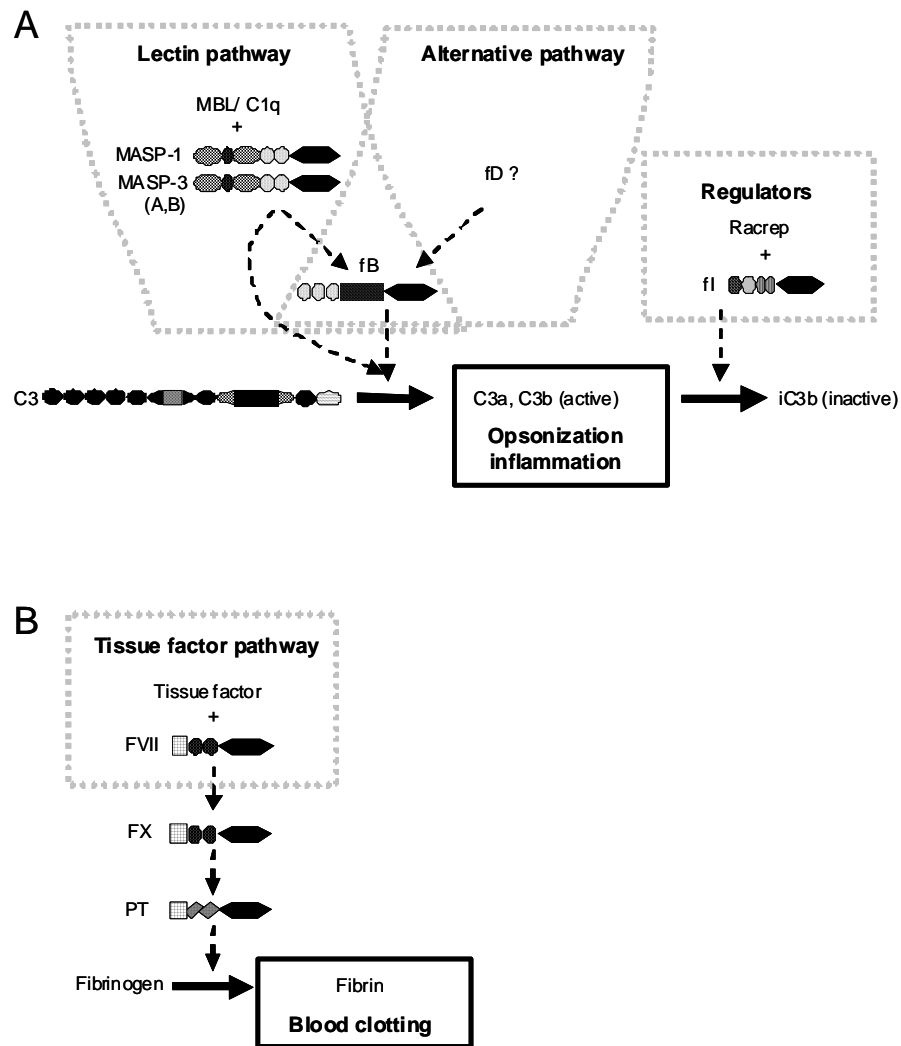 A
Lectin pathway
Alternative pathway
MBL/ C1q
+
MASP-1
MASP-3
(A,B)
fD ?
Regulators
Racrep
+
fI
fB
C3
C3a, C3b (active)
Opsonization
inflammation
iC3b (inactive)
B
Tissue factor pathway
Tissue factor
+
FVII
FX
PT
Fibrinogen
Fibrin
Blood clotting